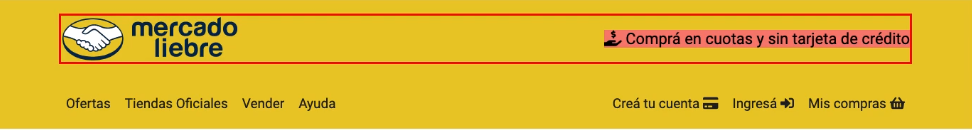 mercado
liebre
Comprá en cuotas y sin tarjeta de crédito
Ofertas Tiendas Oficiales Vender Ayuda
Creá tu cuenta Ingresá Mis compras